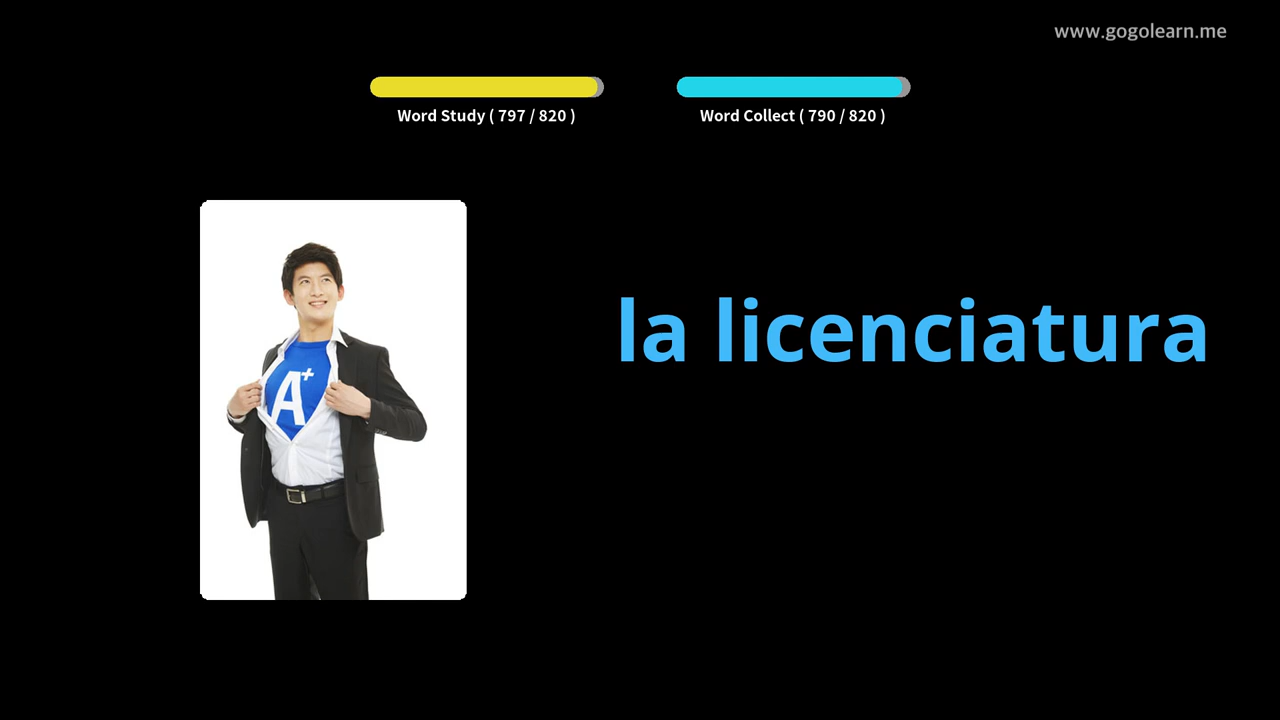 www.gogolearn.me
Word Study ( 797 / 820 )
Word Collect ( 790 / 820 )
A+
la licenciatura